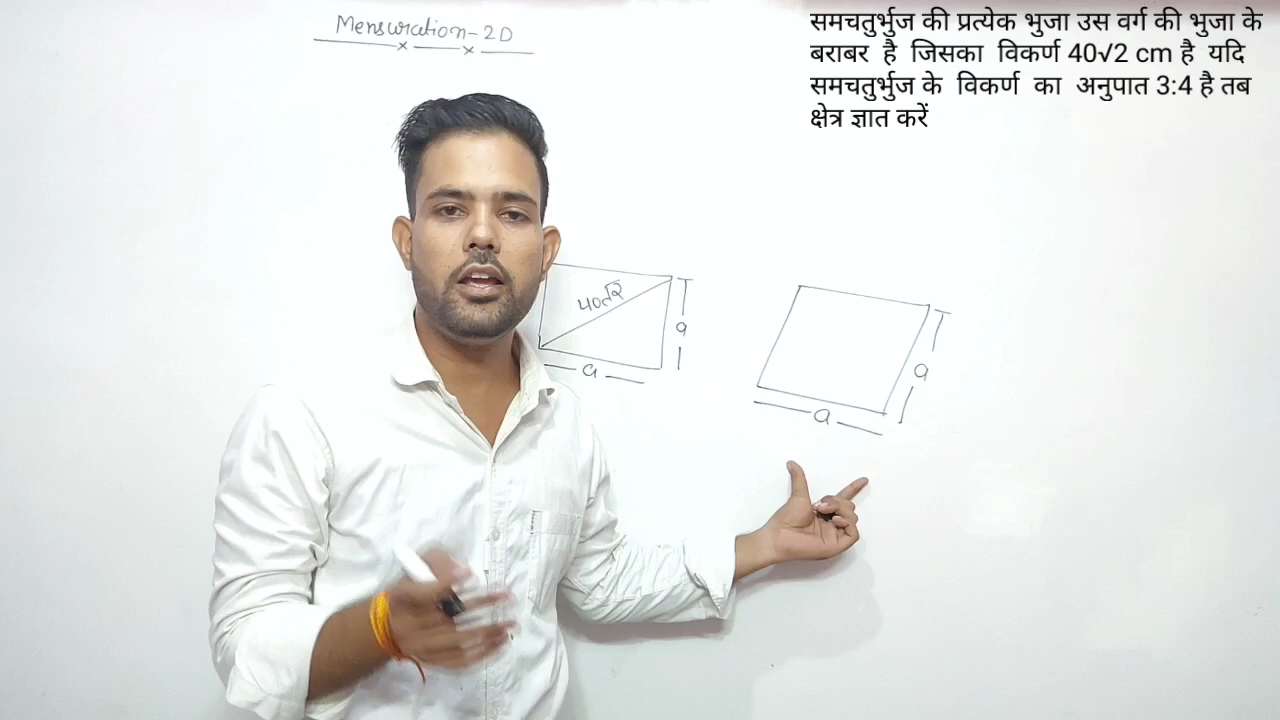 Mensuration-2D
समचतुर्भुज की प्रत्येक भुजा उस वर्ग की भुजा के
बराबर है जिसका विकर्ण 40√2 cm है यदि
समचतुर्भुज के विकर्ण का अनुपात 3:4 है तब
क्षेत्र ज्ञात करें
40√2
a
a
a
a